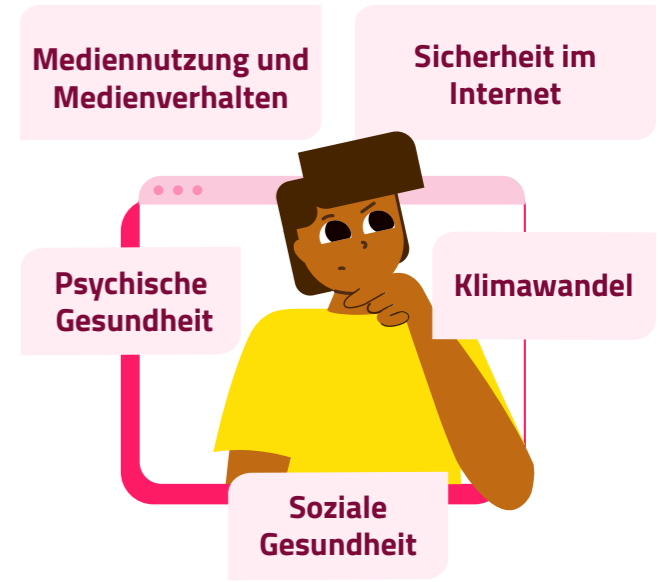 Mediennutzung und
Medienverhalten
Sicherheit im
Internet
Psychische
Gesundheit
Klimawandel
Soziale
Gesundheit